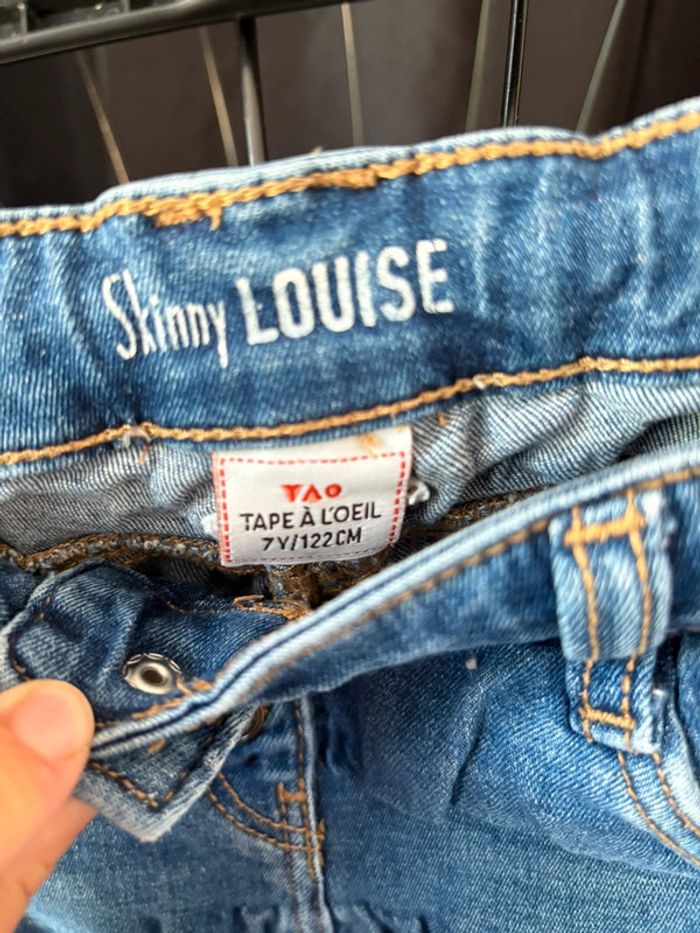 Skinny LOUISE
TAO
TAPE À L'OEIL
7Y/122CM